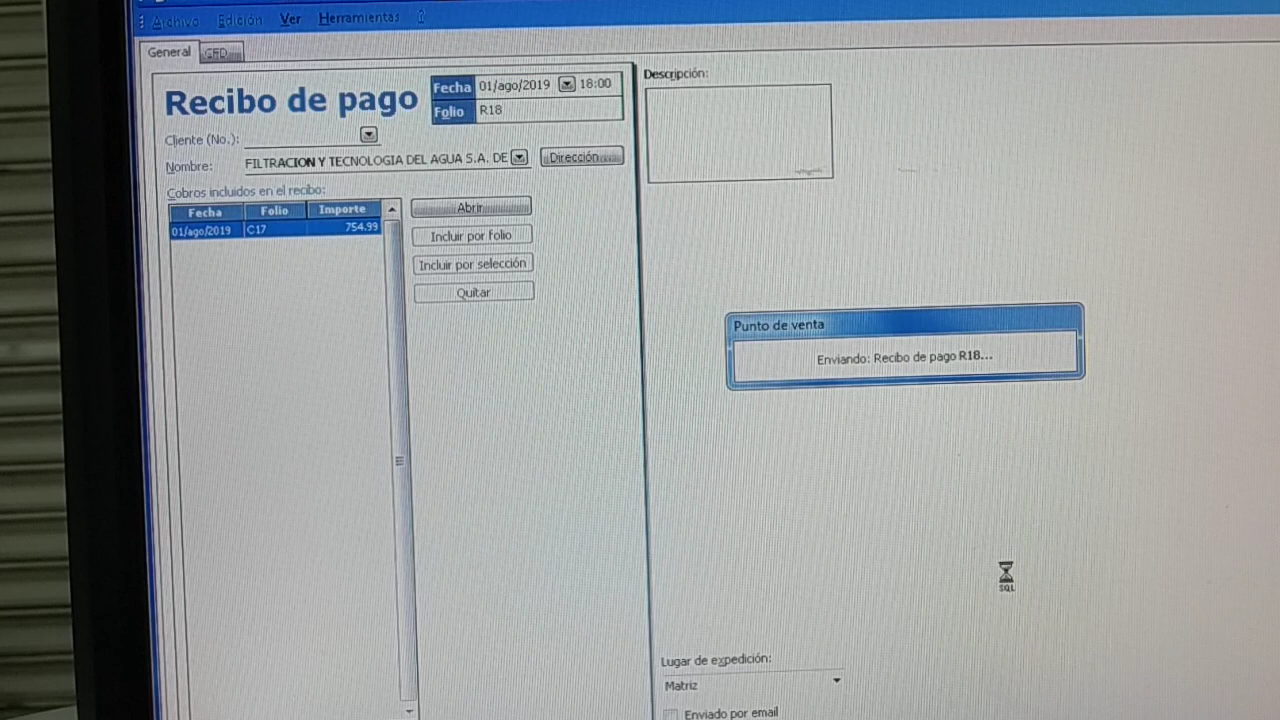 Archivo Edición Ver Herramientas ?
General CFD
Recibo de pago
Fecha 01/ago/2019 18:00
Folio R18
Cliente (No.):
Nombre: FILTRACION Y TECNOLOGIA DEL AGUA S.A. DE Dirección
Cobros incluidos en el recibo:
Fecha Folio Importe
01/ago/2019 C17 754.99
Abrir
Incluir por folio
Incluir por selección
Quitar
Descripción:
Punto de venta
Enviando: Recibo de pago R18...
SQL
Lugar de expedición:
Matriz
Enviado por email